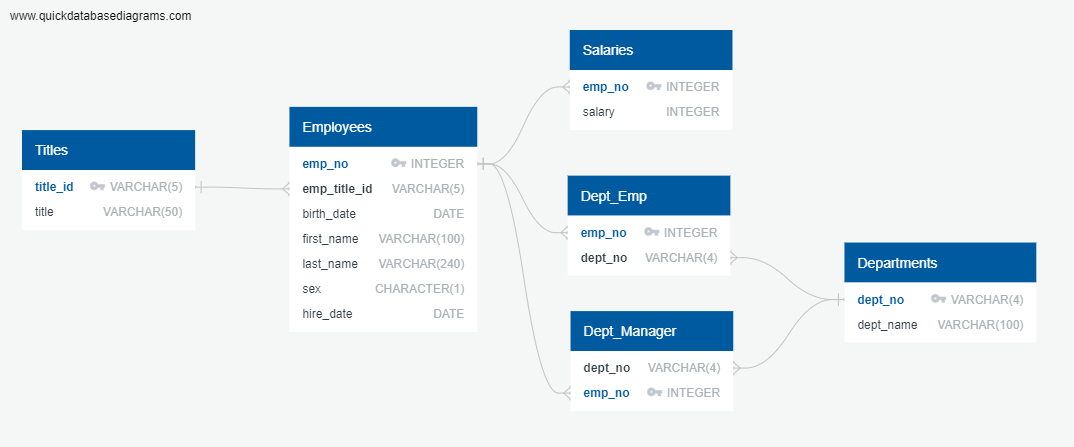 www.quickdatabasediagrams.com
Titles
title_id VARCHAR(5)
title VARCHAR(50)
Employees
emp_no INTEGER
emp_title_id VARCHAR(5)
birth_date DATE
first_name VARCHAR(100)
last_name VARCHAR(240)
sex CHARACTER(1)
hire_date DATE
Salaries
emp_no INTEGER
salary INTEGER
Dept_Emp
emp_no INTEGER
dept_no VARCHAR(4)
Dept_Manager
dept_no VARCHAR(4)
emp_no INTEGER
Departments
dept_no VARCHAR(4)
dept_name VARCHAR(100)